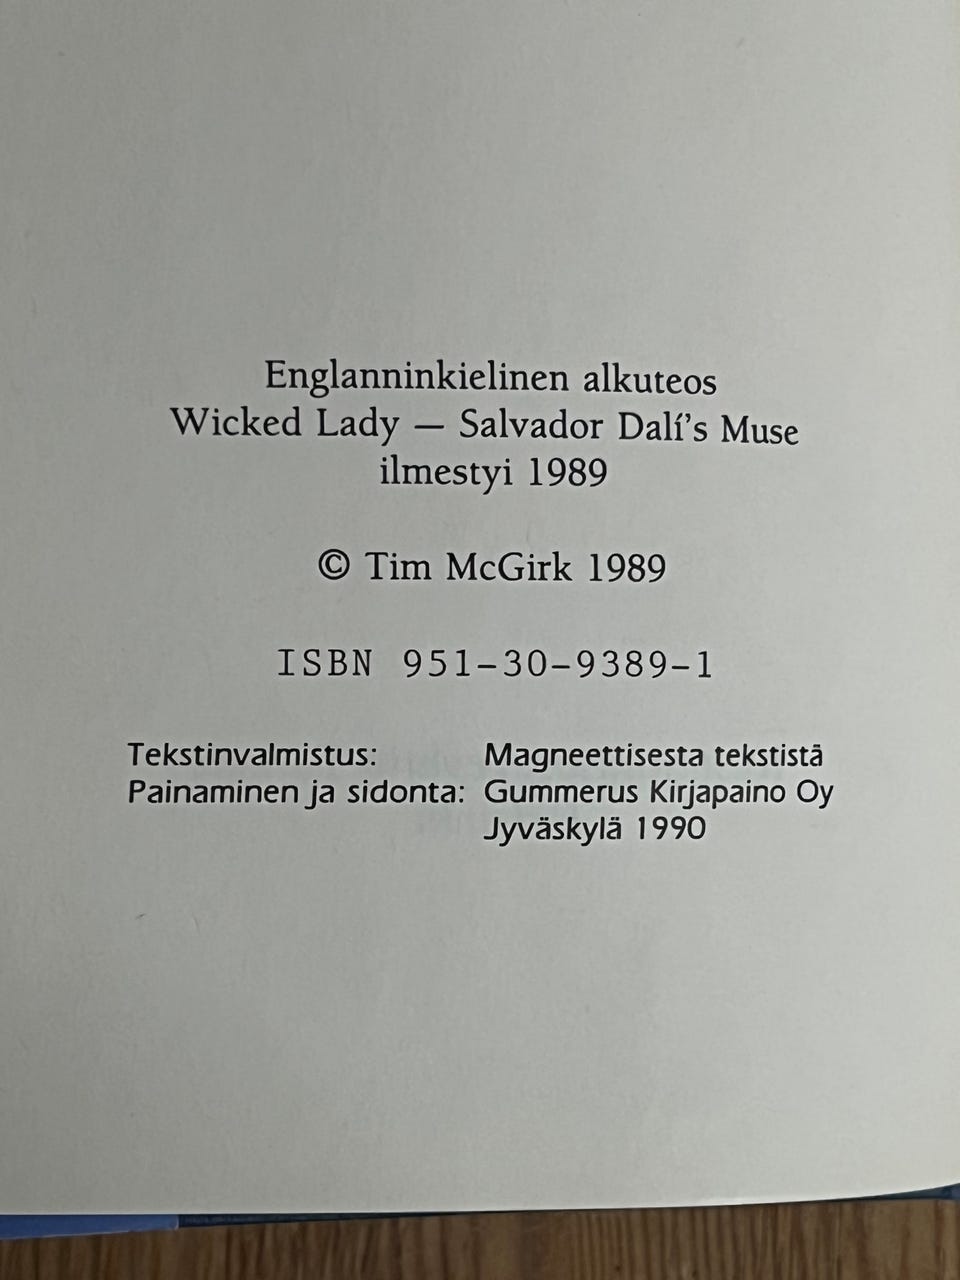 Englanninkielinen alkuteos
Wicked Lady — Salvador Dalí's Muse
ilmestyi 1989
© Tim McGirk 1989
ISBN 951-30-9389-1
Tekstinvalmistus: Magneettisesta tekstistä
Painaminen ja sidonta: Gummerus Kirjapaino Oy
Jyväskylä 1990